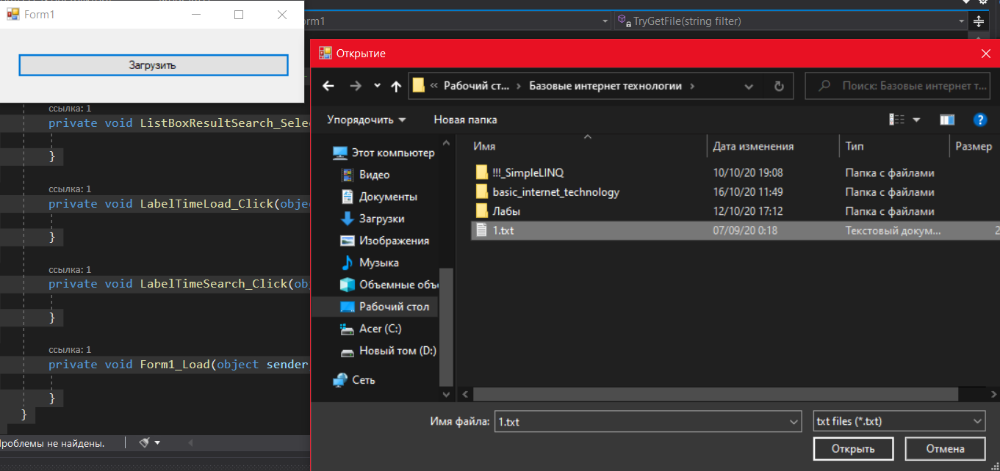 Form1
Загрузить
orm1
TryGetFile(string filter)
ссылка: 1
private void ListBoxResultSearch_Selec
}
ссылка: 1
private void LabelTimeLoad_Click(objec
}
ссылка: 1
private void LabelTimeSearch_Click(ob
}
ссылка: 1
private void Form1_Load(object sender
}
}
Проблемы не найдены.
Открытие
« Рабочий ст... › Базовые интернет технологии ›
Поиск: Базовые интернет т...
Упорядочить
Новая папка
Этот компьютер
Видео
Документы
Загрузки
Изображения
Музыка
Объемные объ
Рабочий стол
Acer (C:)
Новый том (D:)
Сеть
Имя Дата изменения Тип Размер
!!!_SimpleLINQ 10/10/20 19:08 Папка с файлами
basic_internet_technology 16/10/20 11:49 Папка с файлами
Лабы 12/10/20 17:12 Папка с файлами
1.txt 07/09/20 0:18 Текстовый докум... 2
Имя файла: 1.txt
txt files (*.txt)
Открыть
Отмена